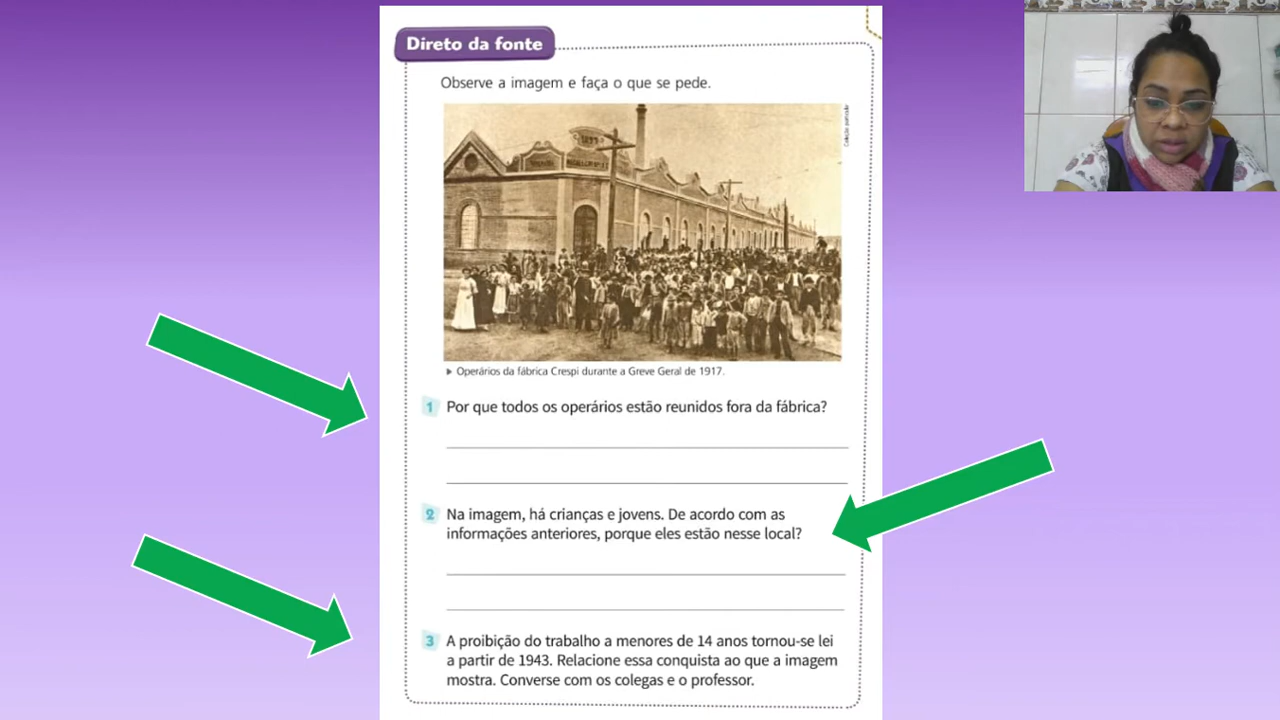 Direto da fonte
Observe a imagem e faça o que se pede.
Coleção particular
▶ Operários da fábrica Crespi durante a Greve Geral de 1917.
1 Por que todos os operários estão reunidos fora da fábrica?
2 Na imagem, há crianças e jovens. De acordo com as
informações anteriores, porque eles estão nesse local?
3 A proibição do trabalho a menores de 14 anos tornou-se lei
a partir de 1943. Relacione essa conquista ao que a imagem
mostra. Converse com os colegas e o professor.